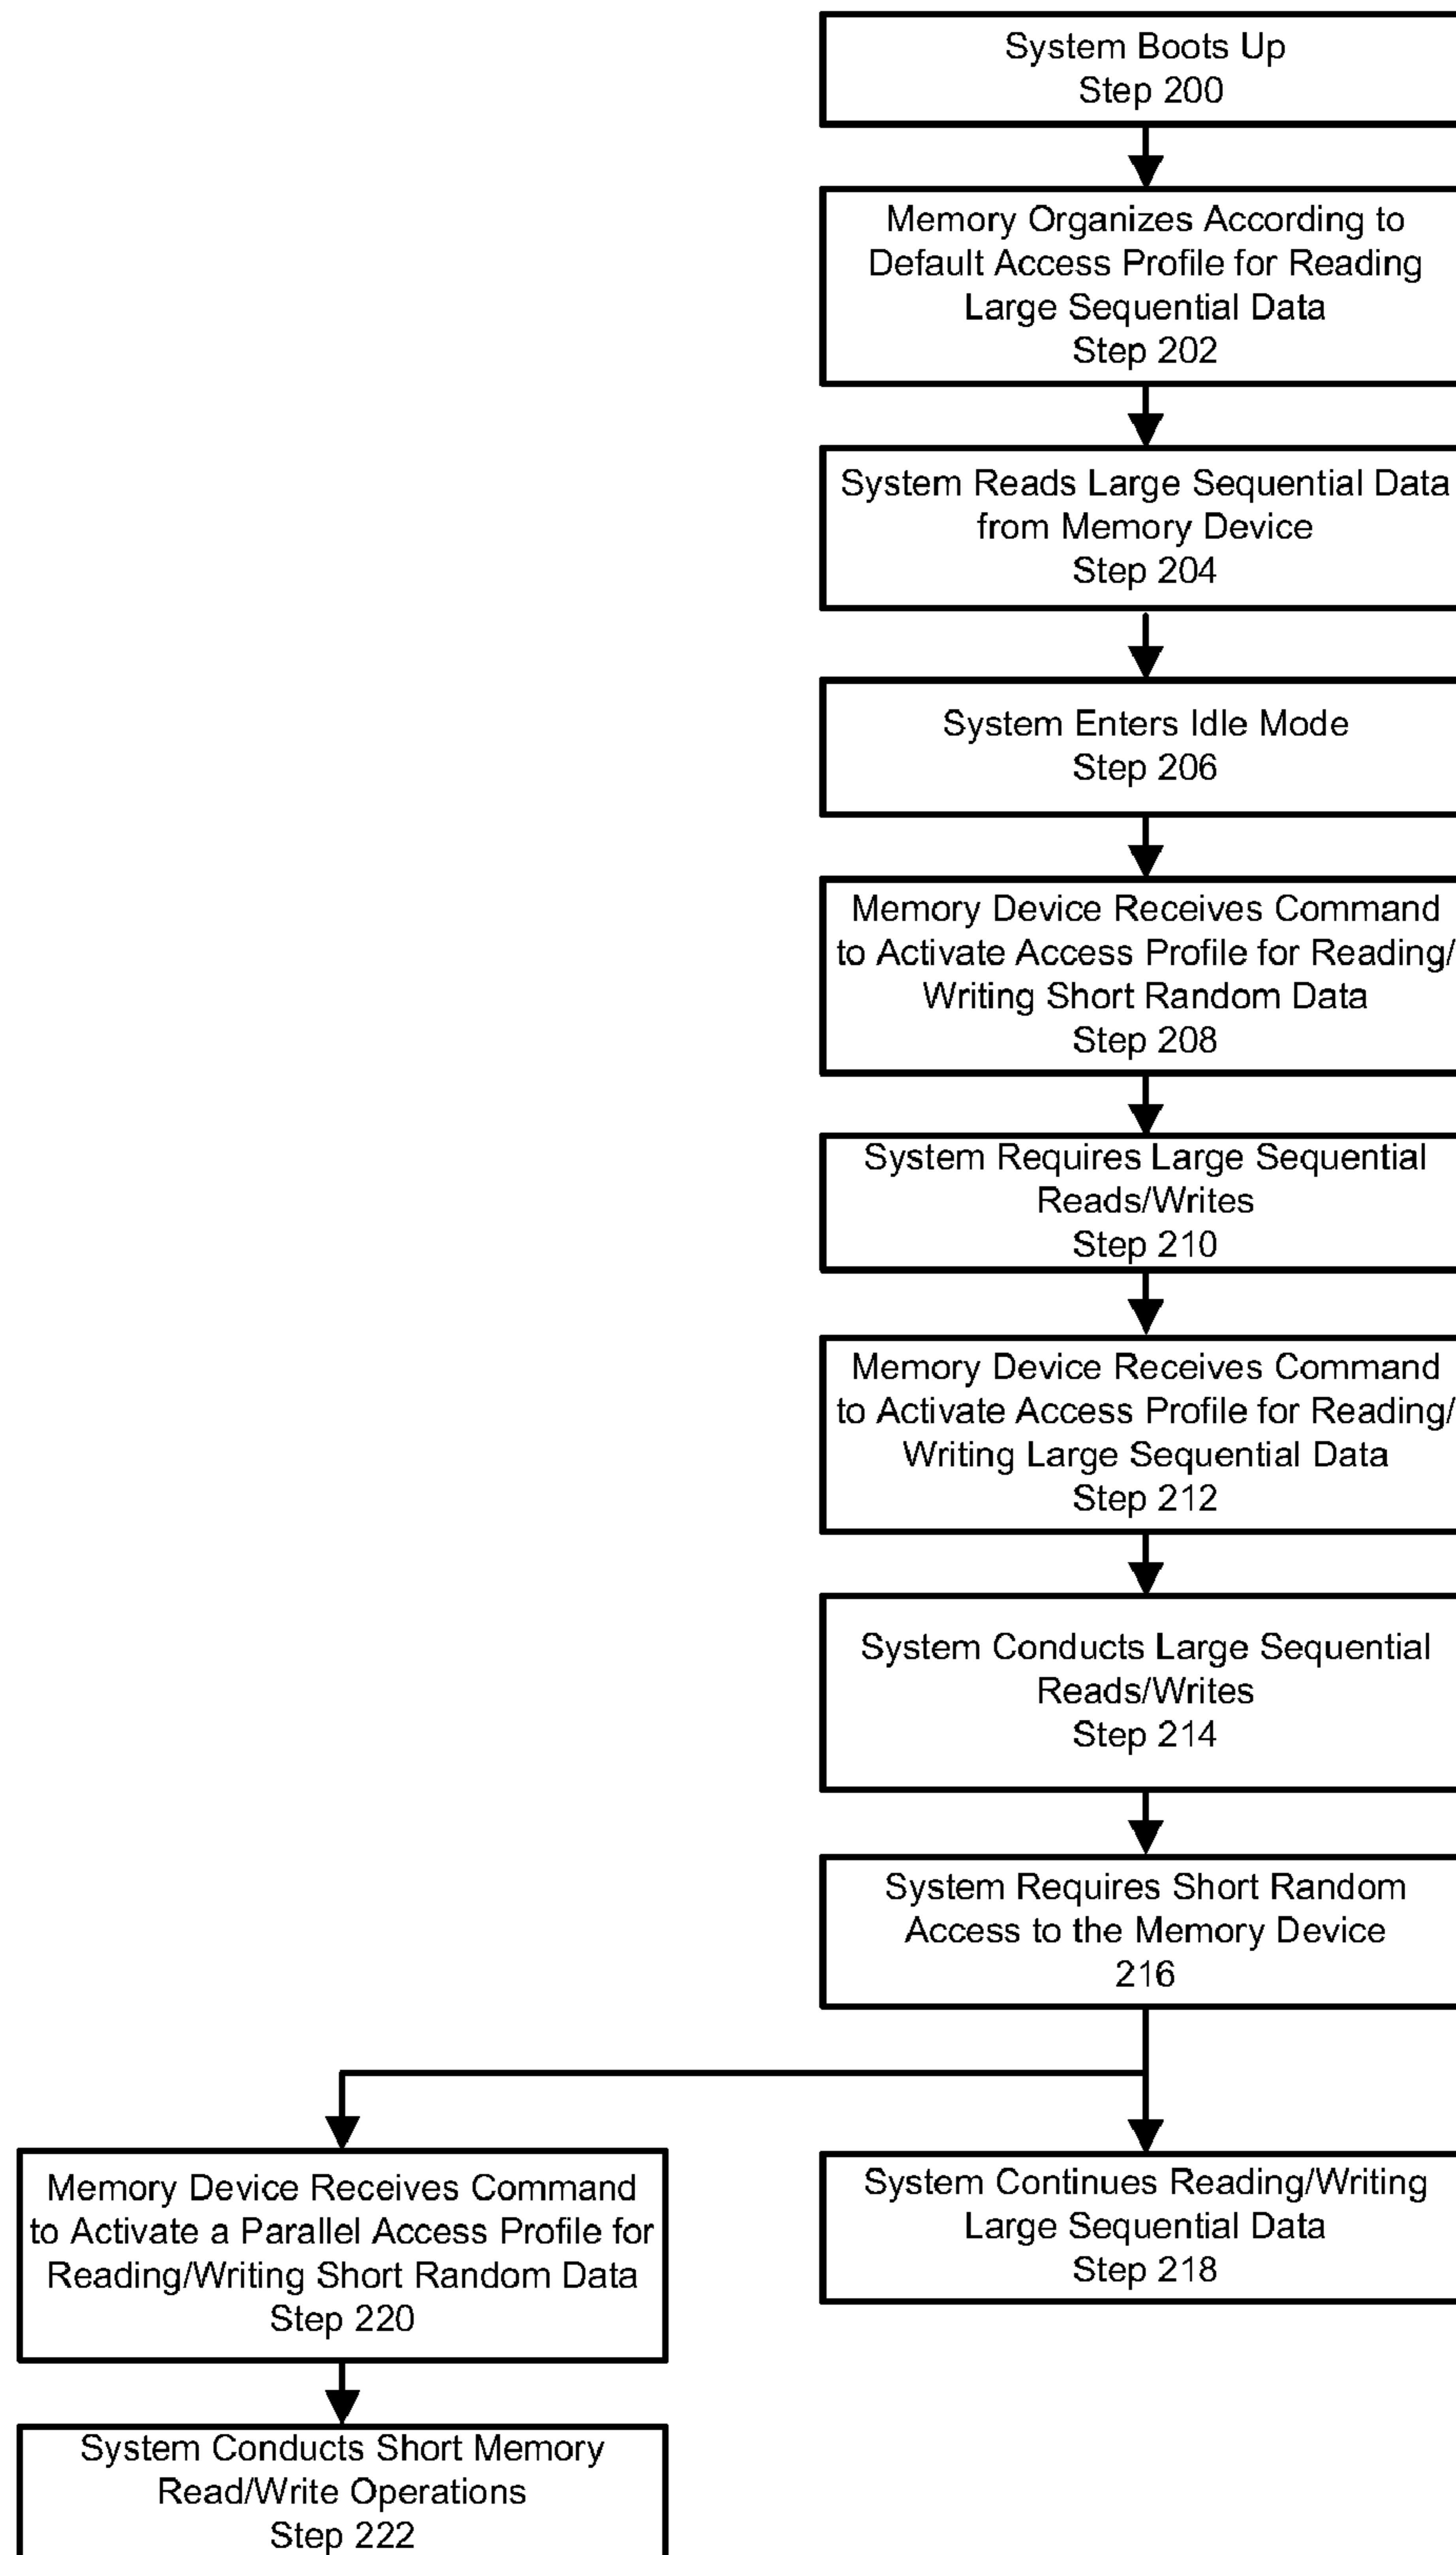 System Boots Up
Step 200
Memory Organizes According to
Default Access Profile for Reading
Large Sequential Data
Step 202
System Reads Large Sequential Data
from Memory Device
Step 204
System Enters Idle Mode
Step 206
Memory Device Receives Command
to Activate Access Profile for Reading/
Writing Short Random Data
Step 208
System Requires Large Sequential
Reads/Writes
Step 210
Memory Device Receives Command
to Activate Access Profile for Reading/
Writing Large Sequential Data
Step 212
System Conducts Large Sequential
Reads/Writes
Step 214
System Requires Short Random
Access to the Memory Device
216
Memory Device Receives Command
to Activate a Parallel Access Profile for
Reading/Writing Short Random Data
Step 220
System Continues Reading/Writing
Large Sequential Data
Step 218
System Conducts Short Memory
Read/Write Operations
Step 222